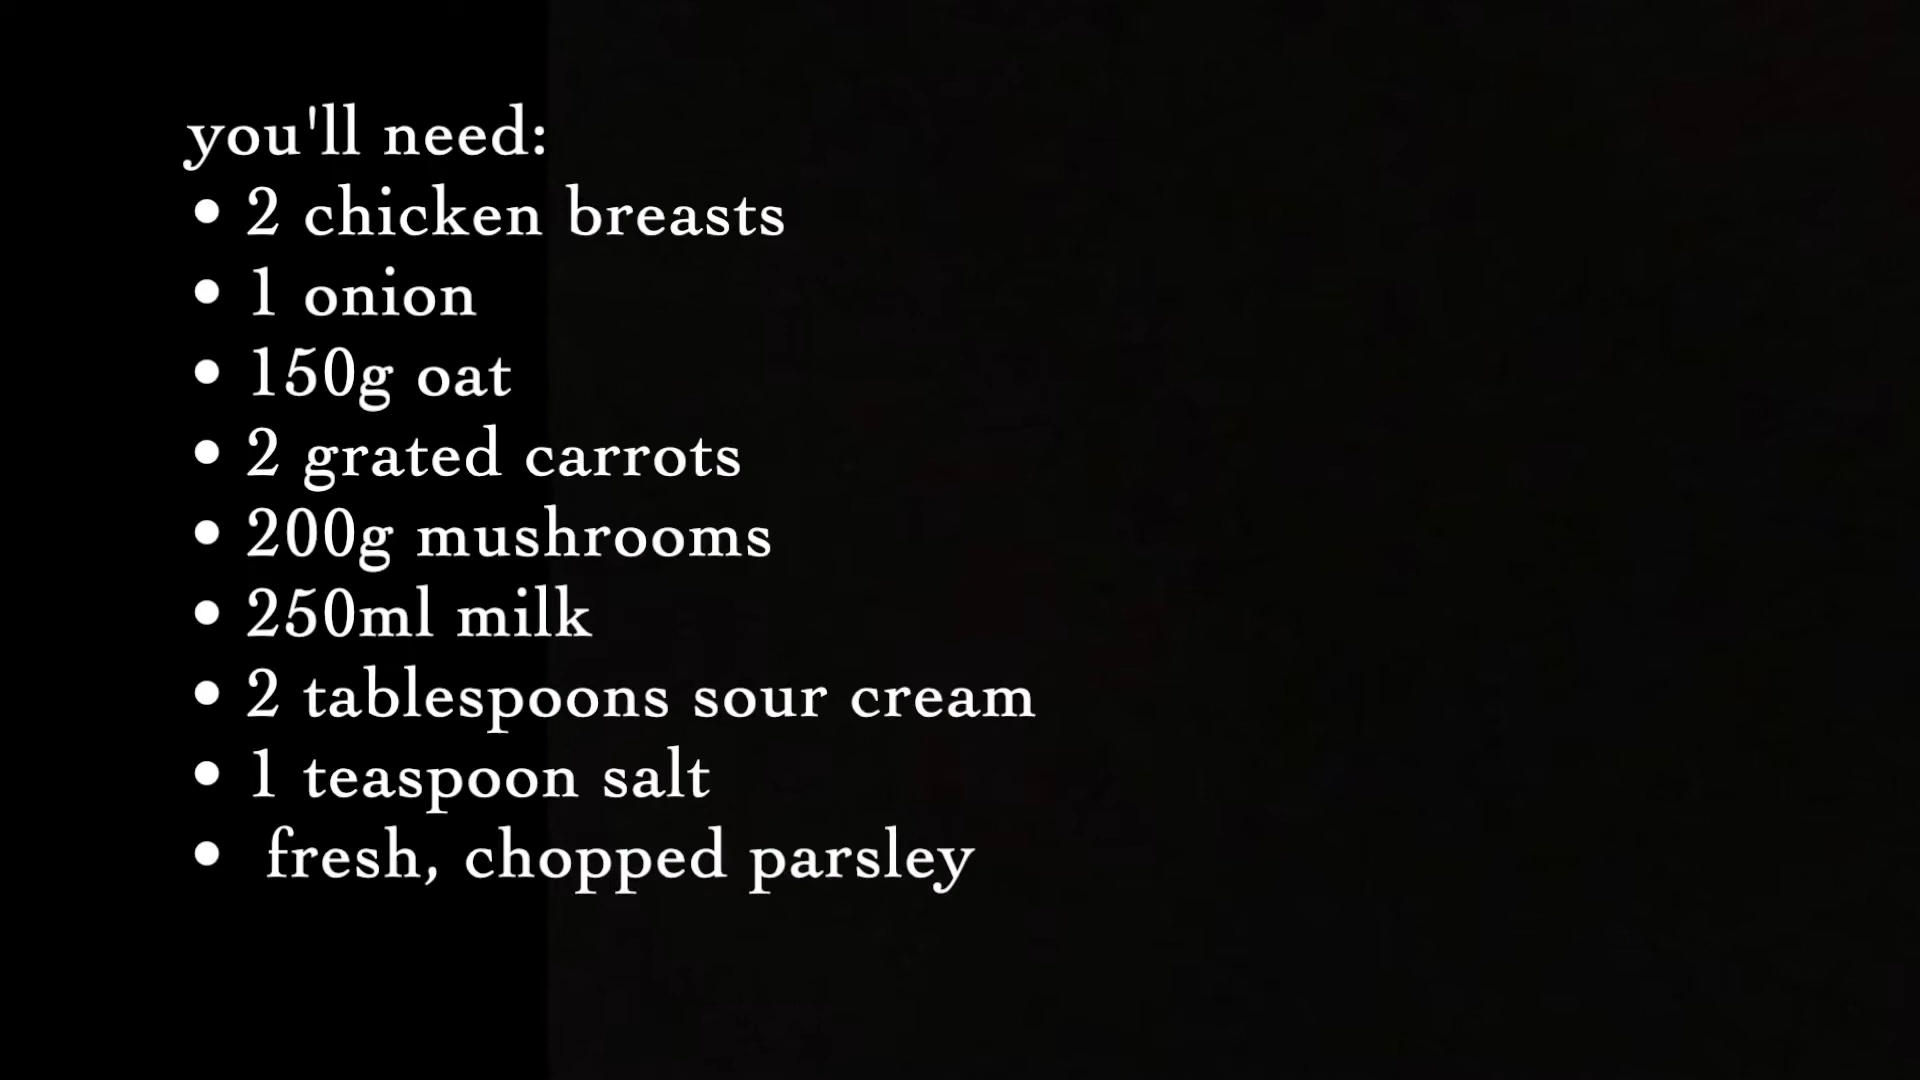 you'll need:
• 2 chicken breasts
• 1 onion
• 150g oat
• 2 grated carrots
• 200g mushrooms
• 250ml milk
• 2 tablespoons sour cream
• 1 teaspoon salt
• fresh, chopped parsley